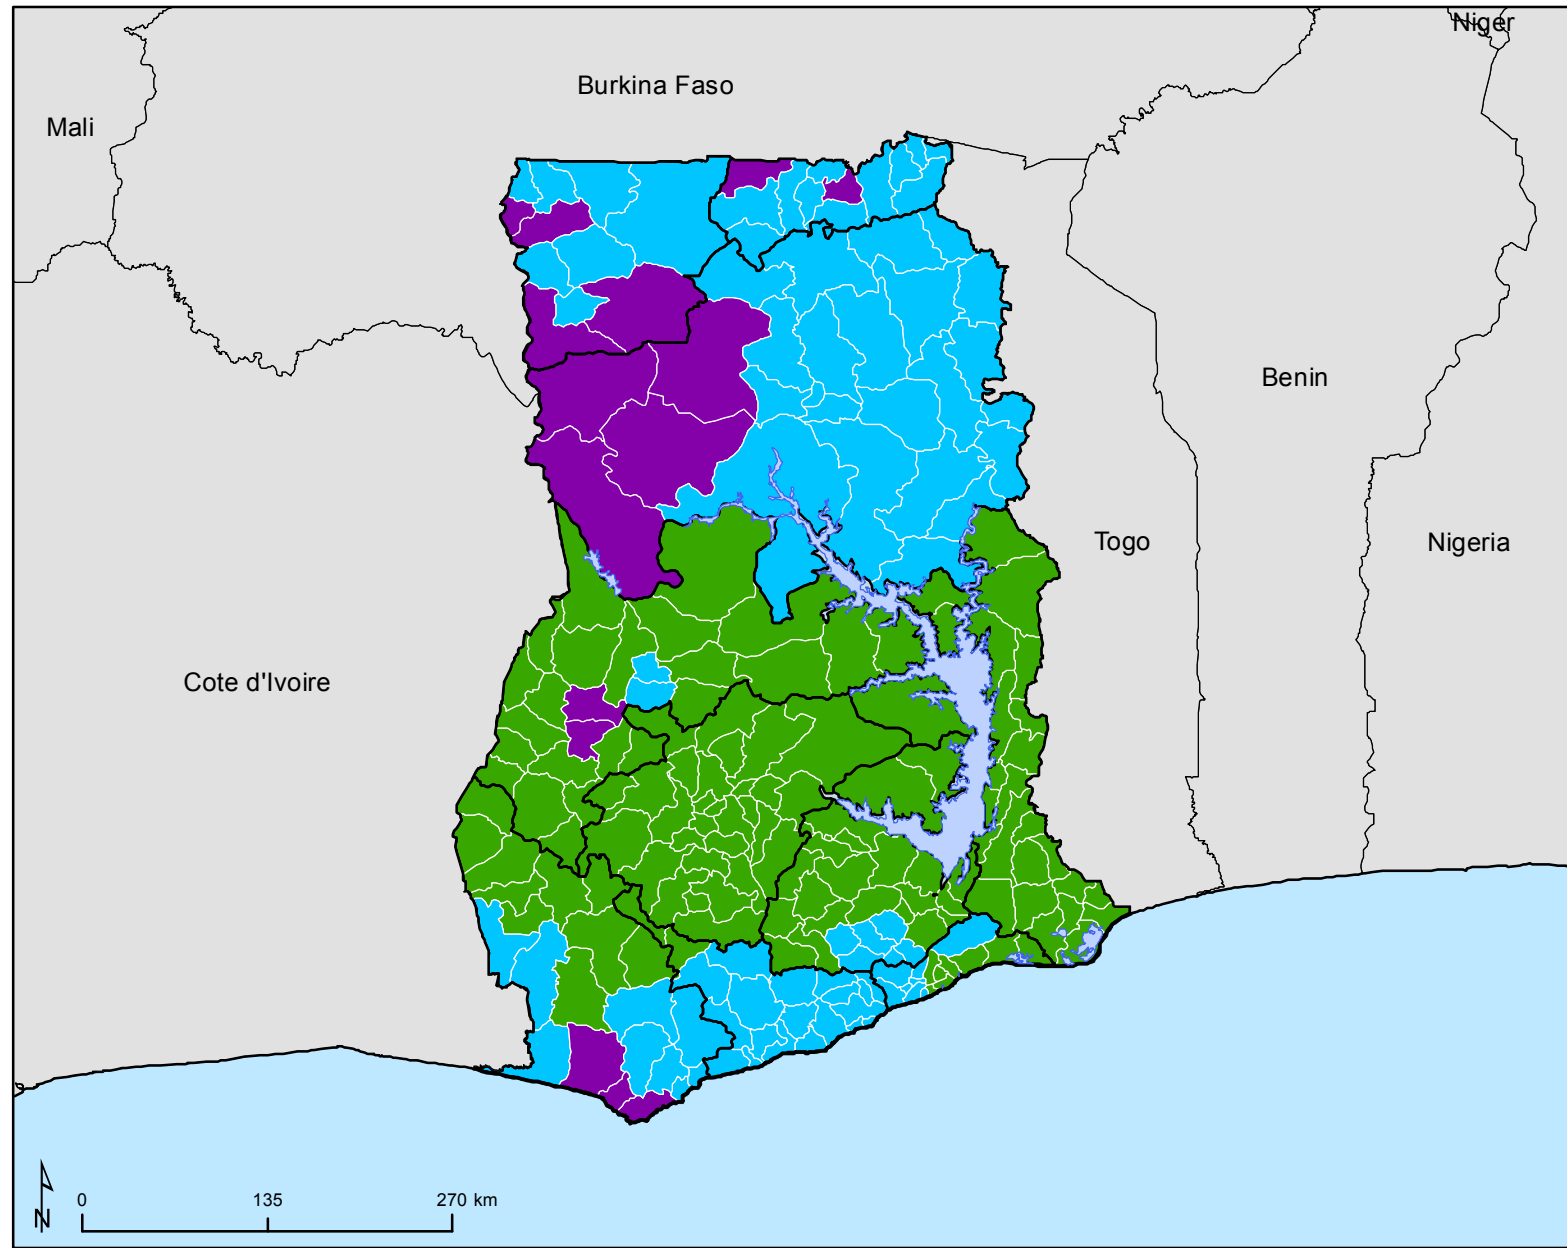 Niger
Burkina Faso
Mali
Benin
Togo
Nigeria
Cote d'Ivoire
N
0 135 270 km